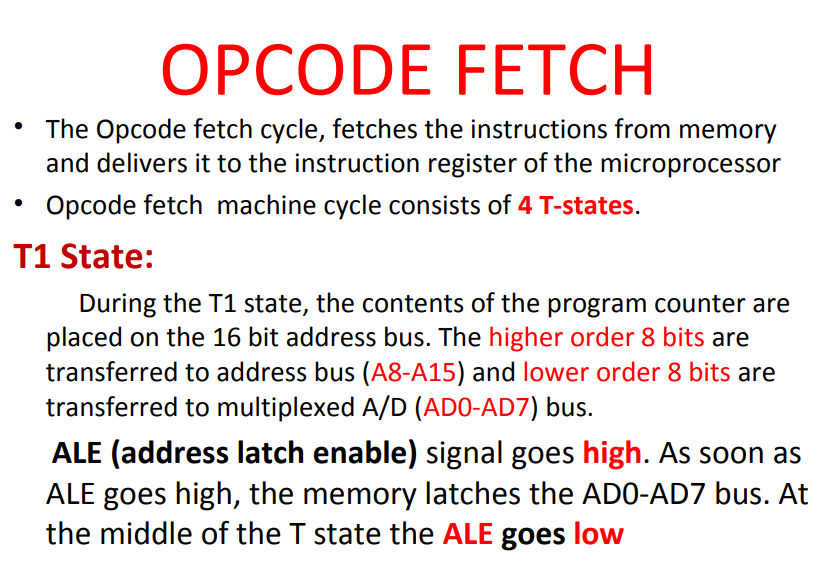 OPCODE FETCH
• The Opcode fetch cycle, fetches the instructions from memory
and delivers it to the instruction register of the microprocessor
• Opcode fetch  machine cycle consists of 4 T-states.
T1 State:
During the T1 state, the contents of the program counter are
placed on the 16 bit address bus. The higher order 8 bits are
transferred to address bus (A8-A15) and lower order 8 bits are
transferred to multiplexed A/D (AD0-AD7) bus.
ALE (address latch enable) signal goes high. As soon as
ALE goes high, the memory latches the AD0-AD7 bus. At
the middle of the T state the ALE goes low